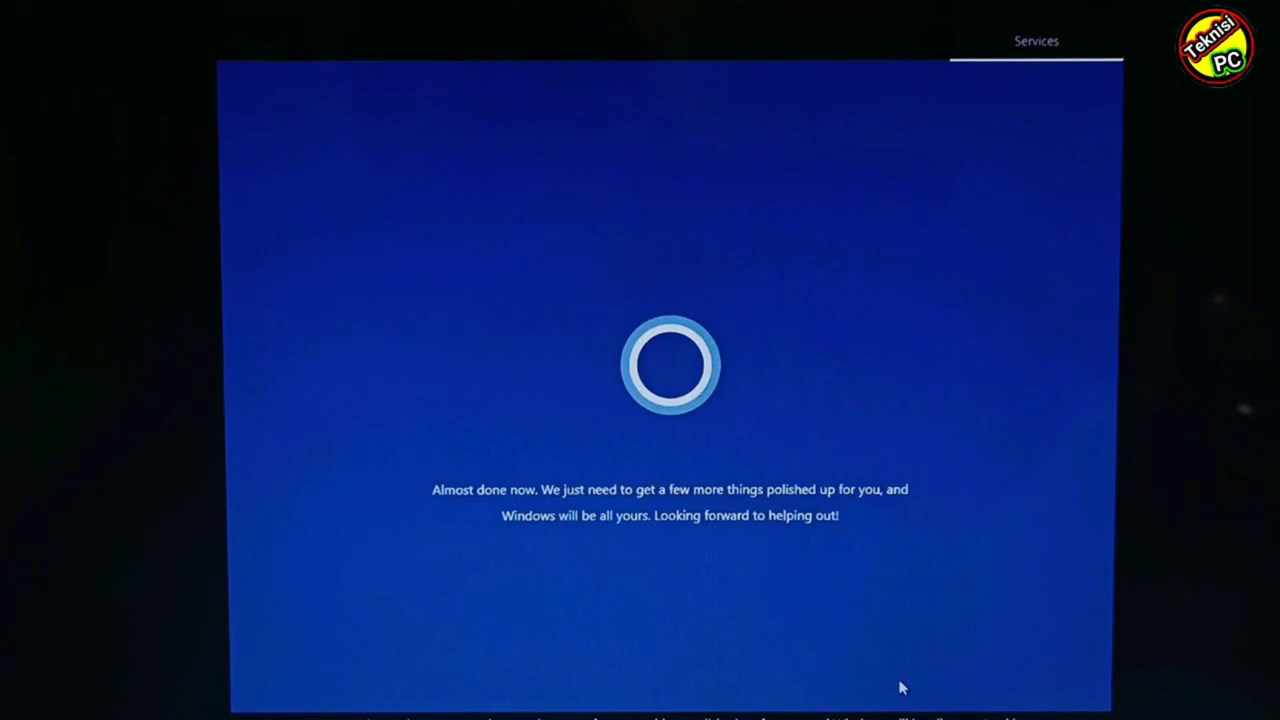 Services
Teknisi
PC
Almost done now. We just need to get a few more things polished up for you, and
Windows will be all yours. Looking forward to helping out!